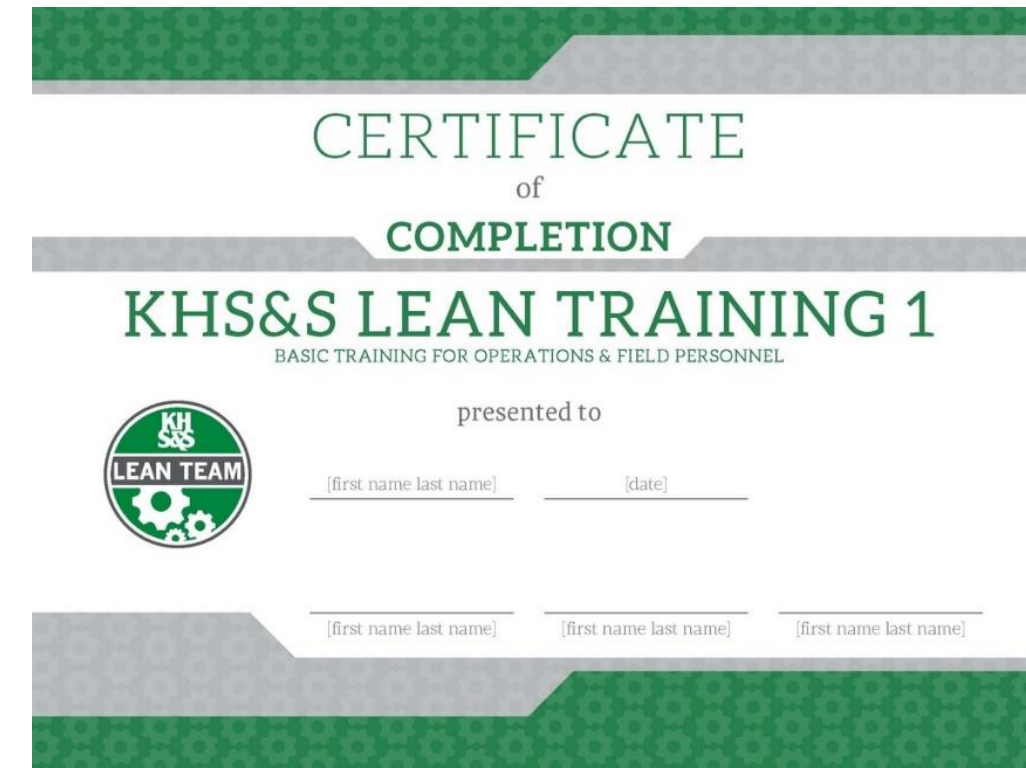 CERTIFICATE
of
COMPLETION
KHS&S LEAN TRAINING 1
BASIC TRAINING FOR OPERATIONS & FIELD PERSONNEL
presented to
KH
S&S
LEAN TEAM
[first name last name] [date]
[first name last name] [first name last name] [first name last name]